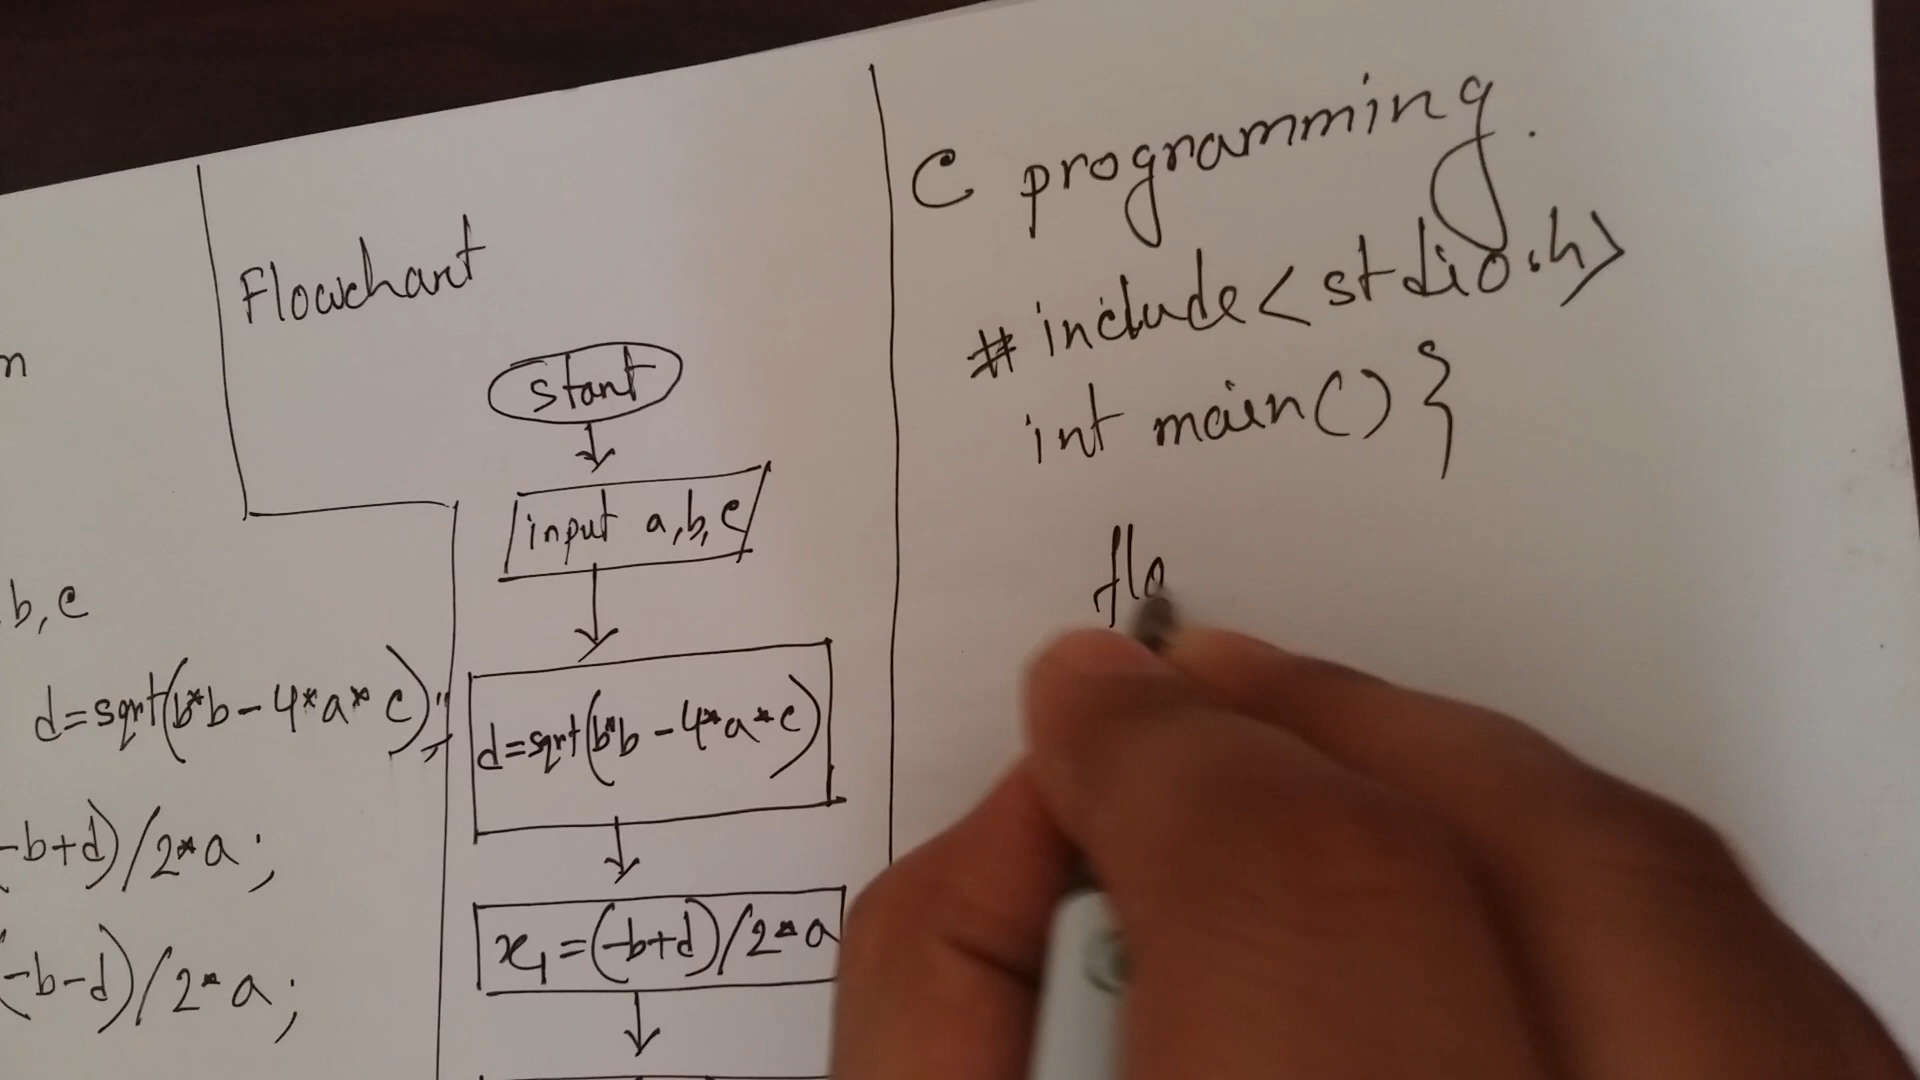 n
b, c
d=sqrt(b*b-4*a*c);
(-b+d)/2*a;
(-b-d)/2*a;
Flowchart
start
input a,b,c
d=sqrt(b*b-4*a*c)
x1=(-b+d)/2*a
C programming.
#include<stdio.h>
int main() {
flo